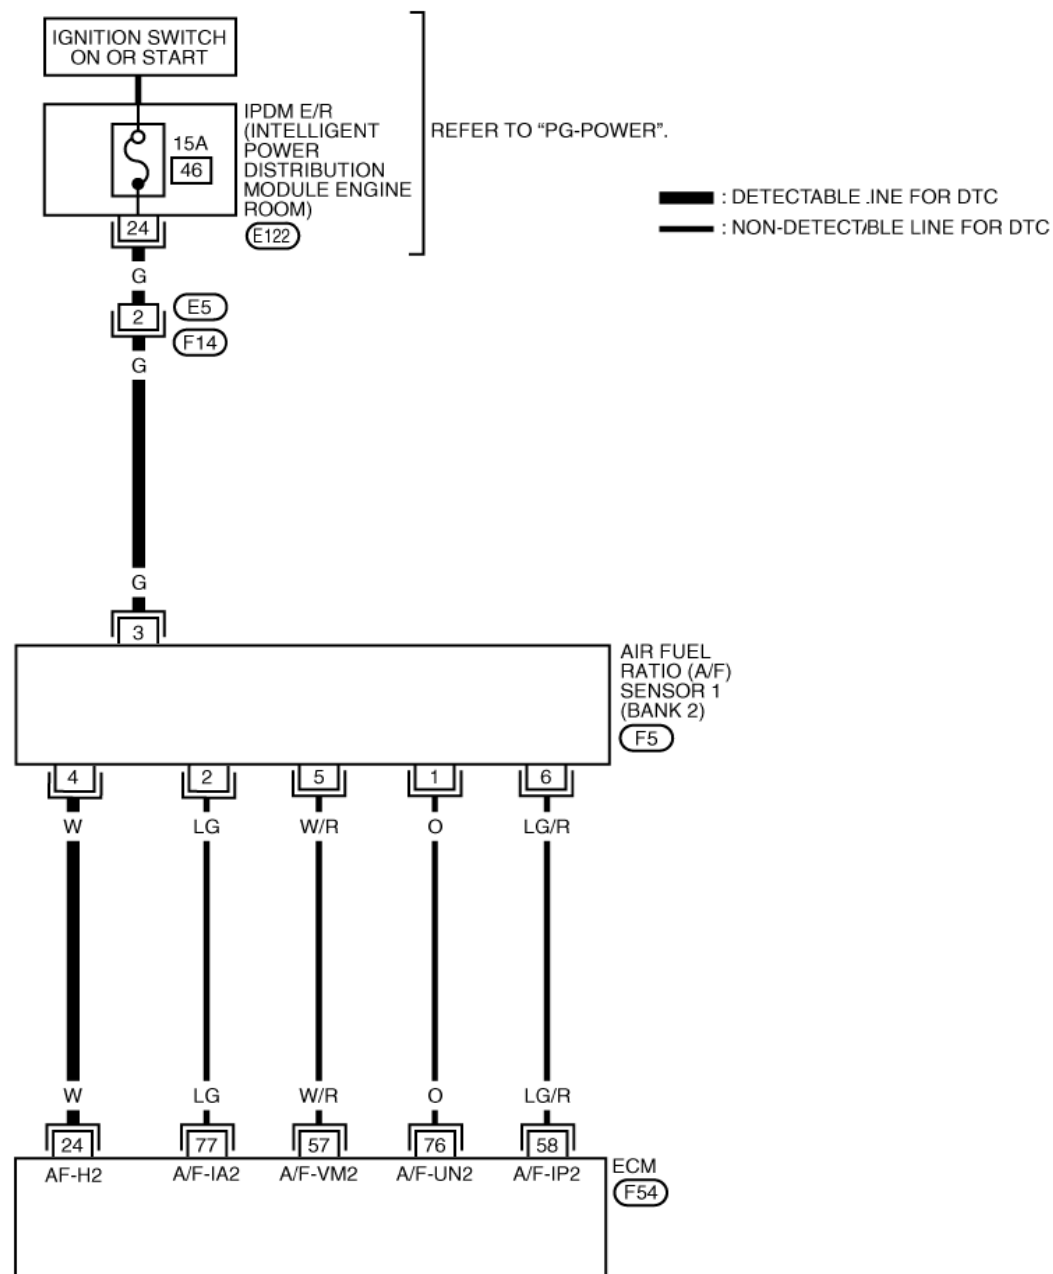 IGNITION SWITCH
ON OR START
IPDM E/R
(INTELLIGENT
POWER
DISTRIBUTION
MODULE ENGINE
ROOM)
E122
15A
46
24
REFER TO “PG-POWER”.
: DETECTABLE .INE FOR DTC
: NON-DETECTABLE LINE FOR DTC
G
2
E5
F14
G
G
3
AIR FUEL
RATIO (A/F)
SENSOR 1
(BANK 2)
F5
4 2 5 1 6
W LG W/R O LG/R
W LG W/R O LG/R
24 77 57 76 58
AF-H2 A/F-IA2 A/F-VM2 A/F-UN2 A/F-IP2
ECM
F54